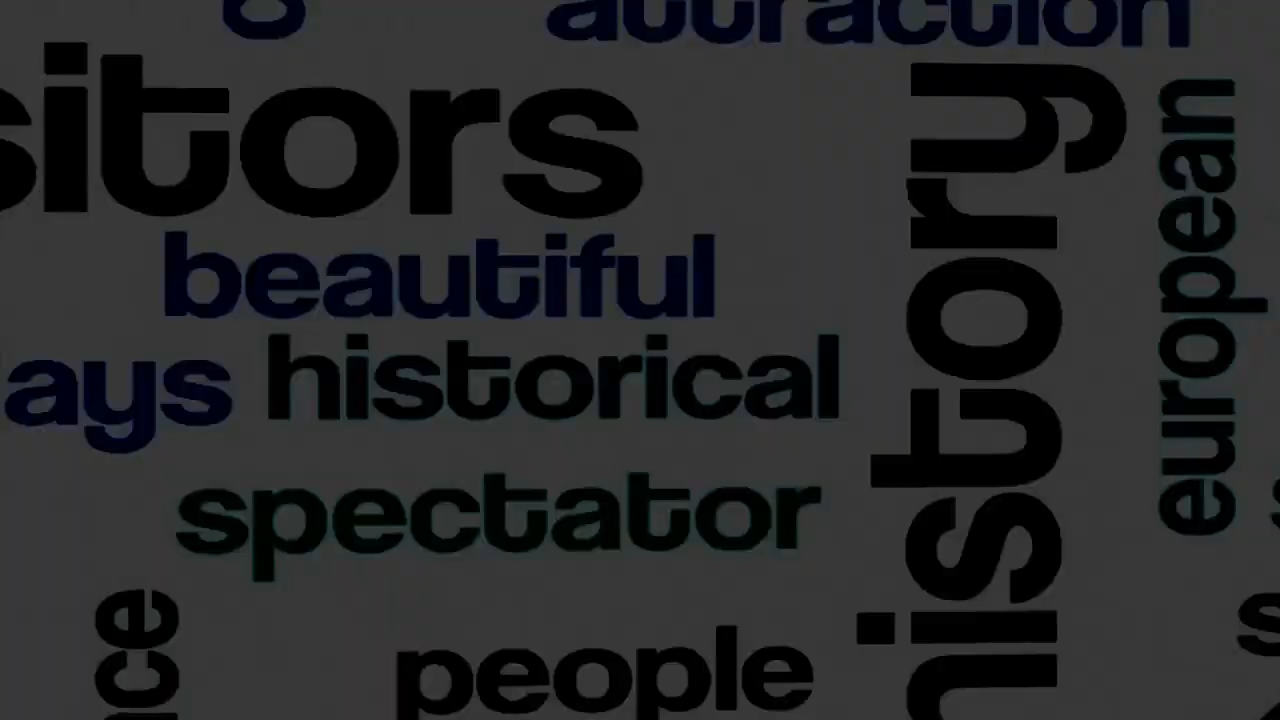 attraction
sitors
beautiful
ays historical
spectator
people
history
european